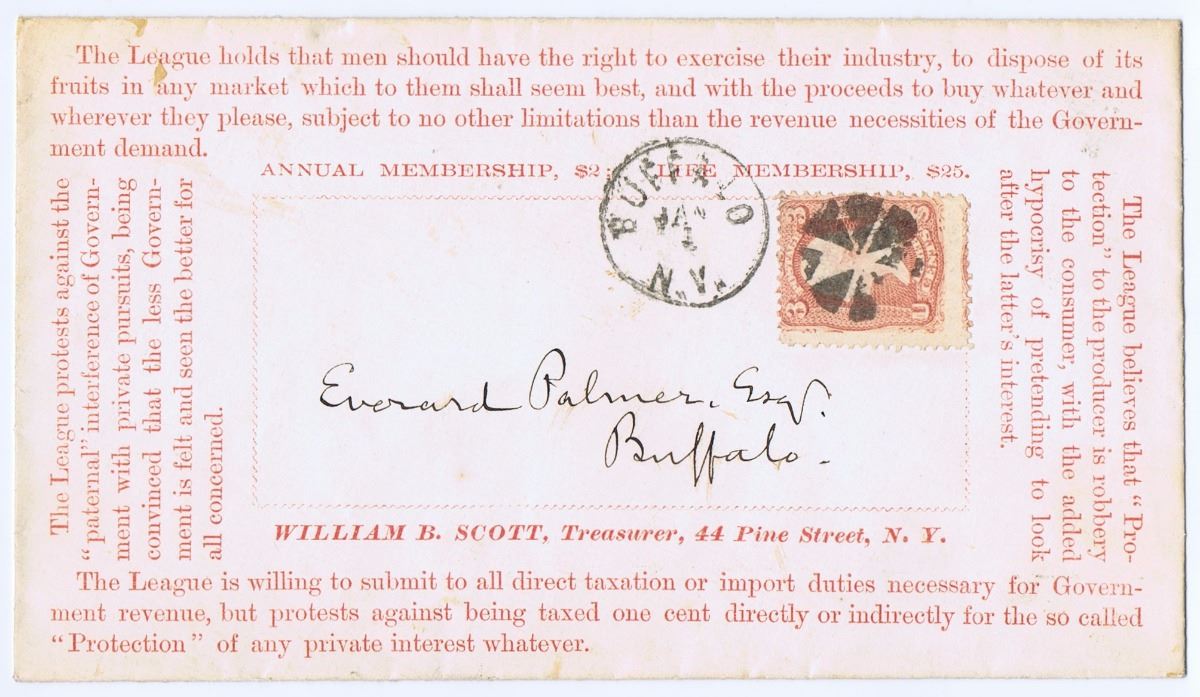 The League holds that men should have the right to exercise their industry, to dispose of its
fruits in any market which to them shall seem best, and with the proceeds to buy whatever and
wherever they please, subject to no other limitations than the revenue necessities of the Govern-
ment demand.
ANNUAL MEMBERSHIP, $2; LIFE MEMBERSHIP, $25.
The League protests against the
"paternal" interference of Govern-
ment with private pursuits, being
convinced that the less Govern-
ment is felt and seen the better for
all concerned.
BUFFALO
JAN
N.Y.
Everard Palmer, Esq.
Buffalo.
The League believes that "Pro-
tection" to the producer is robbery
to the consumer, with the added
hypocrisy of pretending to look
after the latter's interest.
WILLIAM B. SCOTT, Treasurer, 44 Pine Street, N. Y.
The League is willing to submit to all direct taxation or import duties necessary for Govern-
ment revenue, but protests against being taxed one cent directly or indirectly for the so called
"Protection" of any private interest whatever.